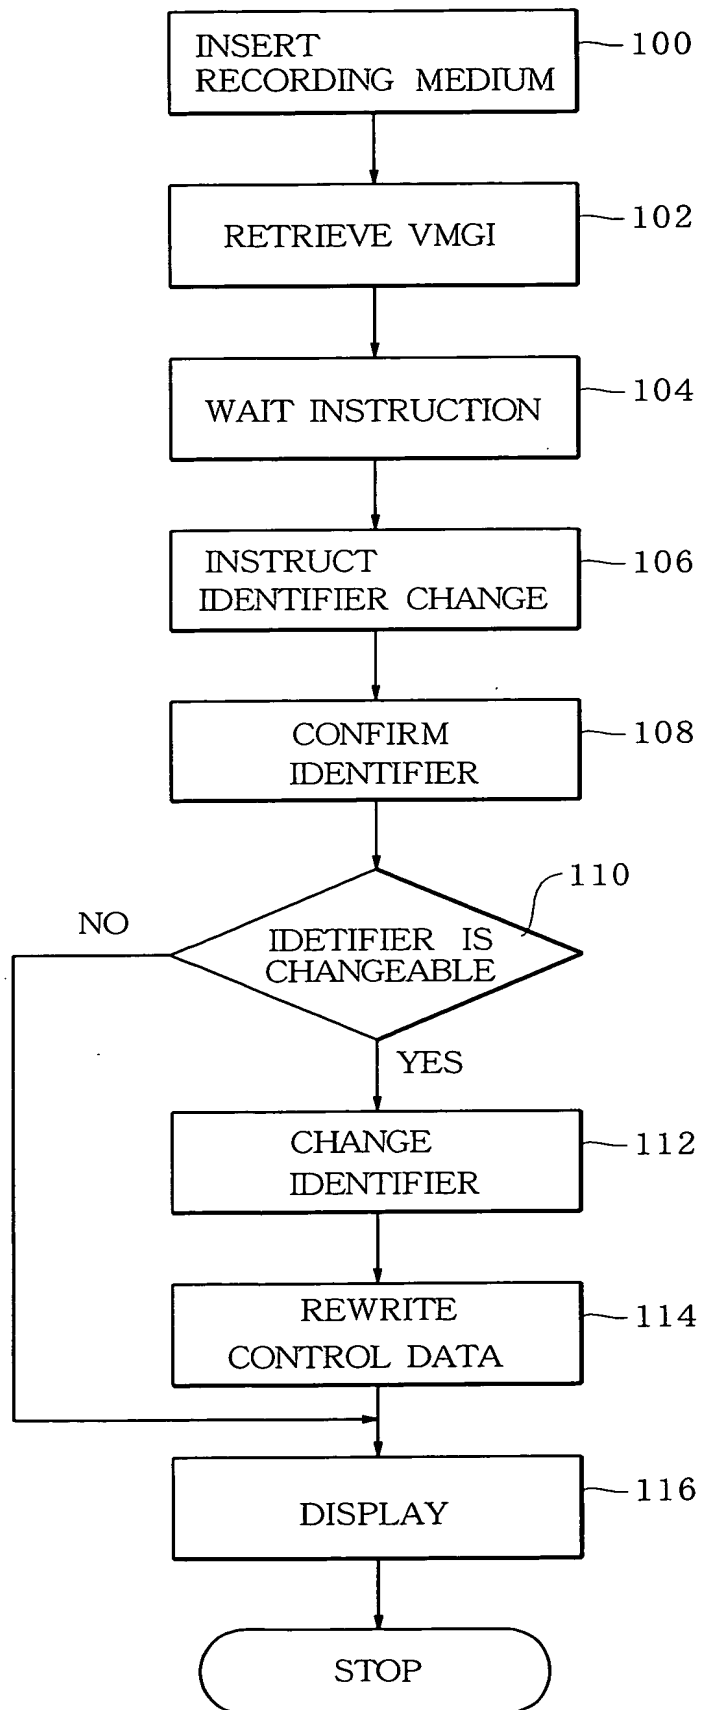 INSERT
RECORDING MEDIUM
100
RETRIEVE VMGI
102
WAIT INSTRUCTION
104
INSTRUCT
IDENTIFIER CHANGE
106
CONFIRM
IDENTIFIER
108
110
NO
IDETIFIER IS
CHANGEABLE
YES
CHANGE
IDENTIFIER
112
REWRITE
CONTROL DATA
114
DISPLAY
116
STOP